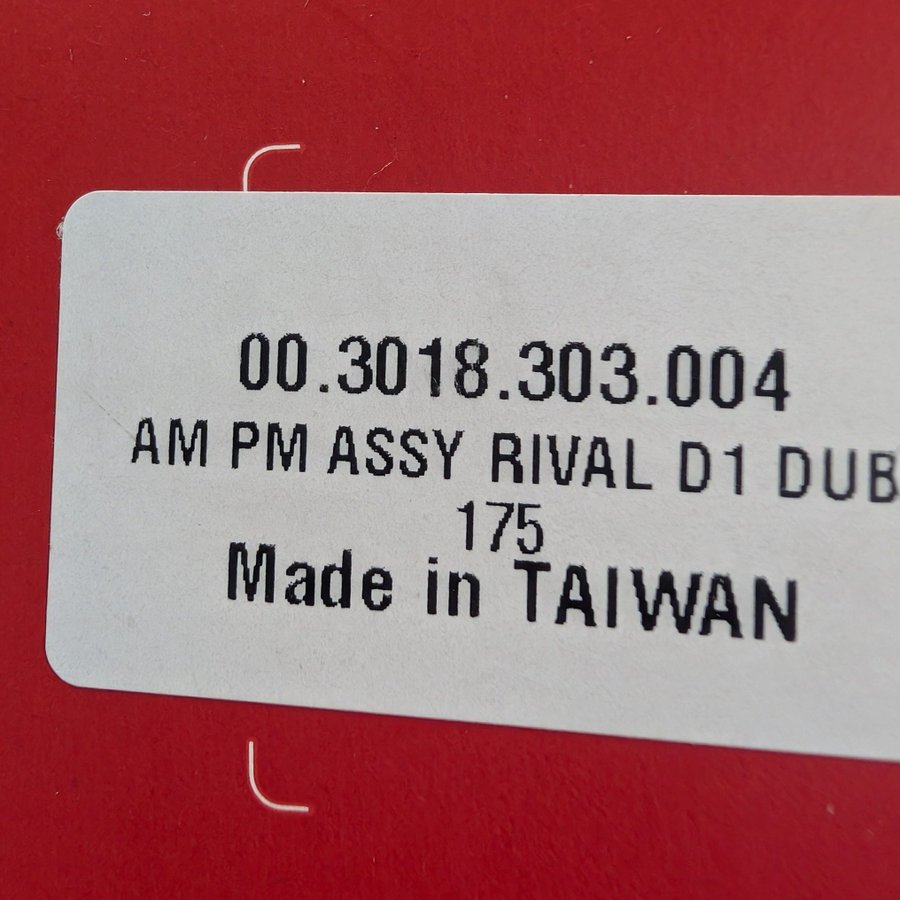 00.3018.303.004
AM PM ASSY RIVAL D1 DUB
175
Made in TAIWAN